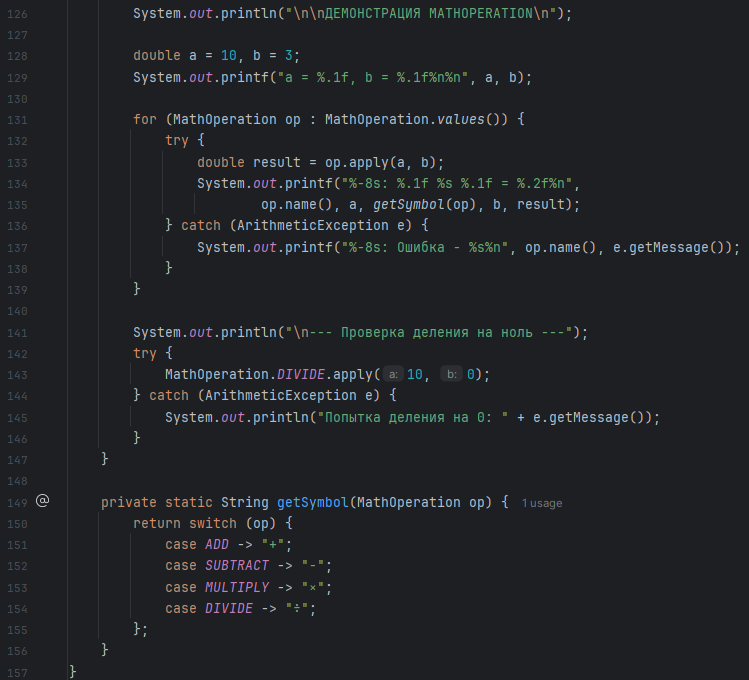 126 System.out.println("\n\nДЕМОНСТРАЦИЯ MATHOPERATION\n");
127
128 double a = 10, b = 3;
129 System.out.printf("a = %.1f, b = %.1f%n%n", a, b);
130
131 for (MathOperation op : MathOperation.values()) {
132 try {
133 double result = op.apply(a, b);
134 System.out.printf("%-8s: %.1f %s %.1f = %.2f%n",
135 op.name(), a, getSymbol(op), b, result);
136 } catch (ArithmeticException e) {
137 System.out.printf("%-8s: Ошибка - %s%n", op.name(), e.getMessage());
138 }
139 }
140
141 System.out.println("\n--- Проверка деления на ноль ---");
142 try {
143 MathOperation.DIVIDE.apply( a: 10, b: 0);
144 } catch (ArithmeticException e) {
145 System.out.println("Попытка деления на 0: " + e.getMessage());
146 }
147 }
148
149 @ private static String getSymbol(MathOperation op) { 1 usage
150 return switch (op) {
151 case ADD -> "+";
152 case SUBTRACT -> "-";
153 case MULTIPLY -> "×";
154 case DIVIDE -> "÷";
155 };
156 }
157 }